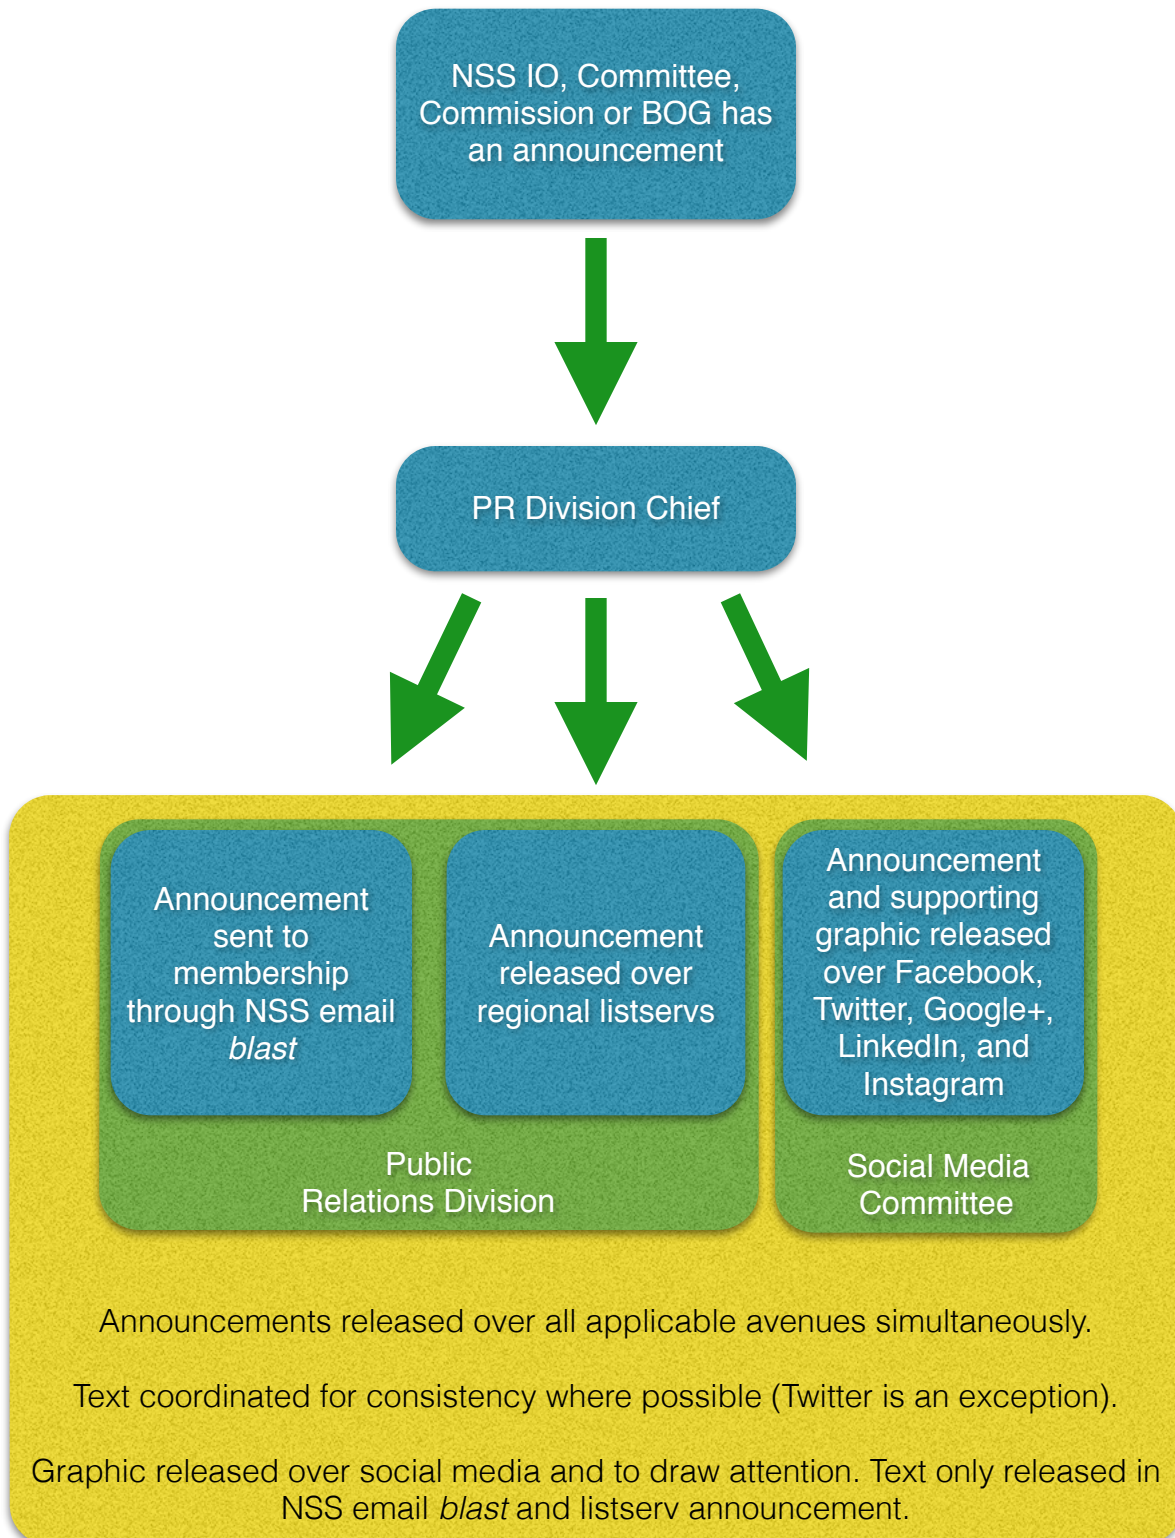 NSS IO, Committee,
Commission or BOG has
an announcement
PR Division Chief
Announcement
sent to
membership
through NSS email
blast
Announcement
released over
regional listservs
Announcement
and supporting
graphic released
over Facebook,
Twitter, Google+,
LinkedIn, and
Instagram
Public
Relations Division
Social Media
Committee
Announcements released over all applicable avenues simultaneously.
Text coordinated for consistency where possible (Twitter is an exception).
Graphic released over social media and to draw attention. Text only released in
NSS email blast and listserv announcement.